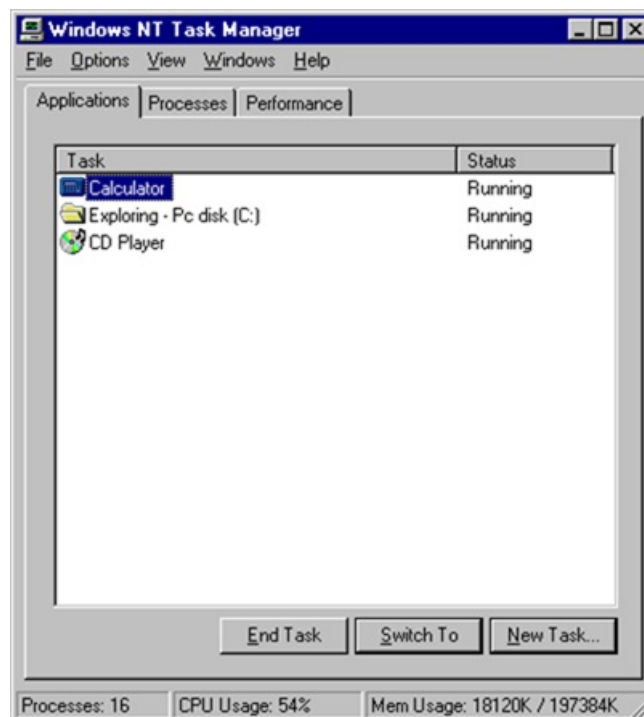 Windows NT Task Manager
File Options View Windows Help
Applications Processes Performance
Task Status
Calculator Running
Exploring - Pc disk (C:) Running
CD Player Running
End Task Switch To New Task...
Processes: 16 CPU Usage: 54% Mem Usage: 18120K / 197384K